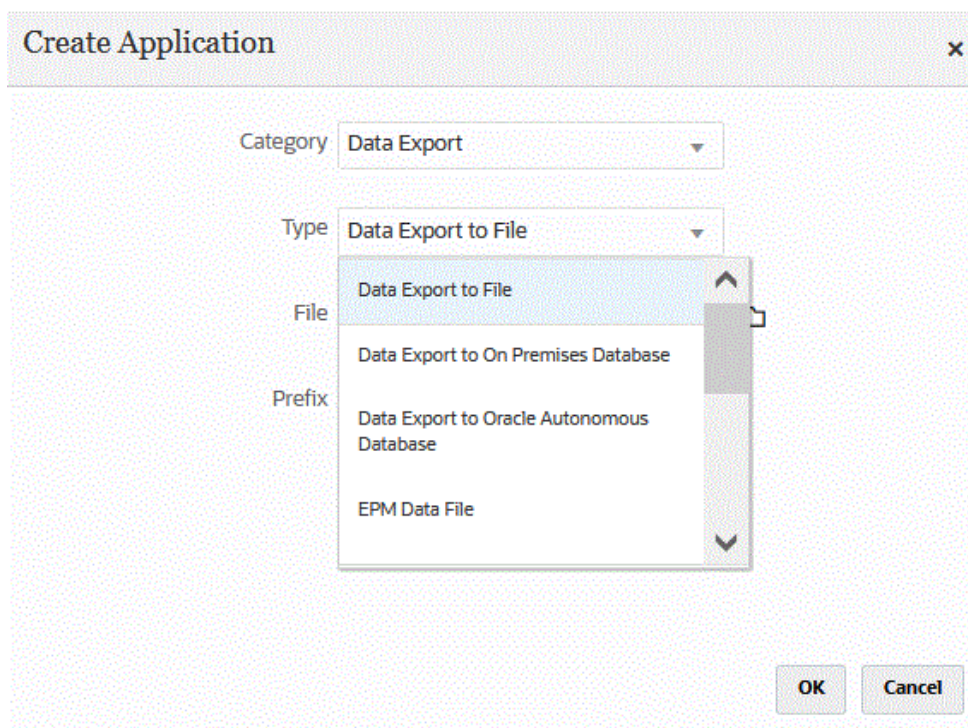 Create Application
Category Data Export
Type Data Export to File
Data Export to File
File
Data Export to On Premises Database
Prefix
Data Export to Oracle Autonomous
Database
EPM Data File
OK Cancel